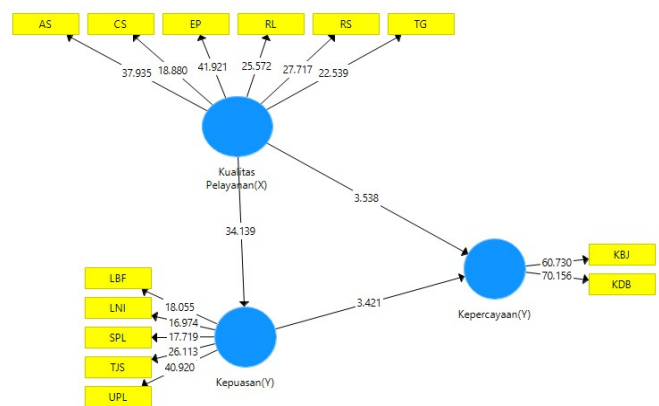 AS
CS
EP
RL
RS
TG
37.935
18.880
41.921
25.572
27.717
22.539
Kualitas
Pelayanan(X)
3.538
34.139
KBJ
60.730
70.156
KDB
LBF
LNI
SPL
TJS
UPL
18.055
16.974
17.719
26.113
40.920
3.421
Kepercayaan(Y)
Kepuasan(Y)